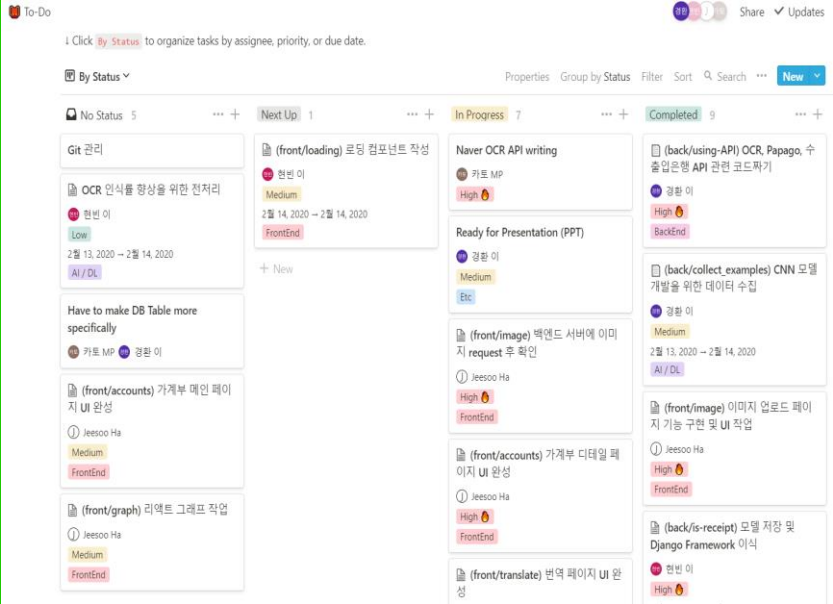 To-Do
Share ✓ Updates
↓ Click By Status to organize tasks by assignee, priority, or due date.
By Status
Properties Group by Status Filter Sort Search ••• New
No Status 5 ••• +
Git 관리
OCR 인식률 향상을 위한 전처리
현빈 이
Low
2월 13, 2020 → 2월 14, 2020
AI / DL
Have to make DB Table more
specifically
카토 MP 경환 이
(front/accounts) 가계부 메인 페이
지 UI 완성
Jeesoo Ha
Medium
FrontEnd
(front/graph) 리액트 그래프 작업
Jeesoo Ha
Medium
FrontEnd
Next Up 1 ••• +
(front/loading) 로딩 컴포넌트 작성
현빈 이
Medium
2월 14, 2020 → 2월 14, 2020
FrontEnd
+ New
In Progress 7 ••• +
Naver OCR API writing
카토 MP
High
Ready for Presentation (PPT)
경환 이
Medium
Etc
(front/image) 백엔드 서버에 이미
지 request 후 확인
Jeesoo Ha
High
FrontEnd
(front/accounts) 가계부 디테일 페
이지 UI 완성
Jeesoo Ha
High
FrontEnd
(front/translate) 번역 페이지 UI 완
성
Completed 9 ••• +
(back/using-API) OCR, Papago, 수
출입은행 API 관련 코드짜기
경환 이
High
BackEnd
(back/collect_examples) CNN 모델
개발을 위한 데이터 수집
경환 이
Medium
2월 13, 2020 → 2월 14, 2020
AI / DL
(front/image) 이미지 업로드 페이
지 기능 구현 및 UI 작업
Jeesoo Ha
High
FrontEnd
(back/is-receipt) 모델 저장 및
Django Framework 이식
현빈 이
High